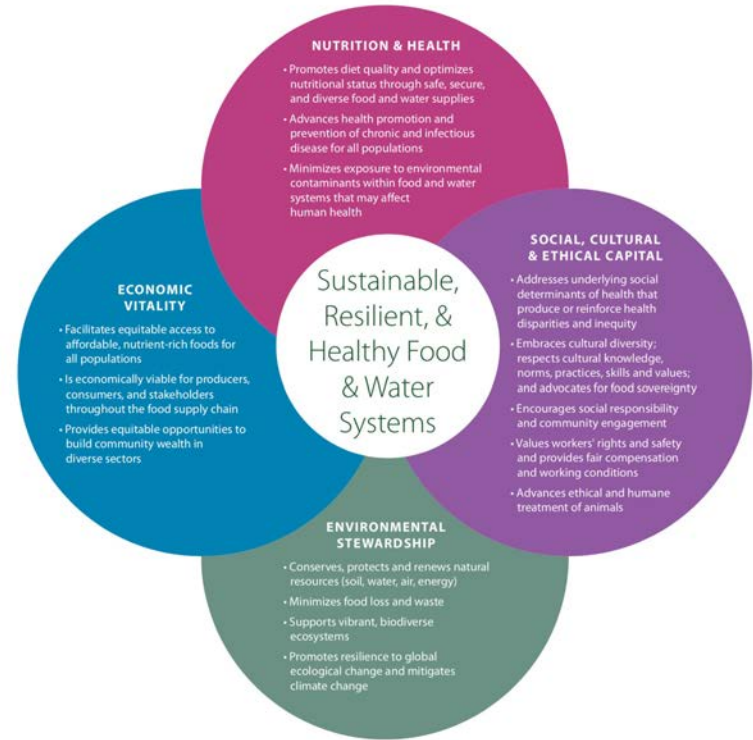 NUTRITION & HEALTH
• Promotes diet quality and optimizes
nutritional status through safe, secure,
and diverse food and water supplies
• Advances health promotion and
prevention of chronic and infectious
disease for all populations
• Minimizes exposure to environmental
contaminants within food and water
systems that may affect
human health
ECONOMIC
VITALITY
• Facilitates equitable access to
affordable, nutrient-rich foods for
all populations
• Is economically viable for producers,
consumers, and stakeholders
throughout the food supply chain
• Provides equitable opportunities to
build community wealth in
diverse sectors
Sustainable,
Resilient, &
Healthy Food
& Water
Systems
SOCIAL, CULTURAL
& ETHICAL CAPITAL
• Addresses underlying social
determinants of health that
produce or reinforce health
disparities and inequity
• Embraces cultural diversity;
respects cultural knowledge,
norms, practices, skills and values;
and advocates for food sovereignty
• Encourages social responsibility
and community engagement
• Values workers' rights and safety
and provides fair compensation
and working conditions
• Advances ethical and humane
treatment of animals
ENVIRONMENTAL
STEWARDSHIP
• Conserves, protects and renews natural
resources (soil, water, air, energy)
• Minimizes food loss and waste
• Supports vibrant, biodiverse
ecosystems
• Promotes resilience to global
ecological change and mitigates
climate change